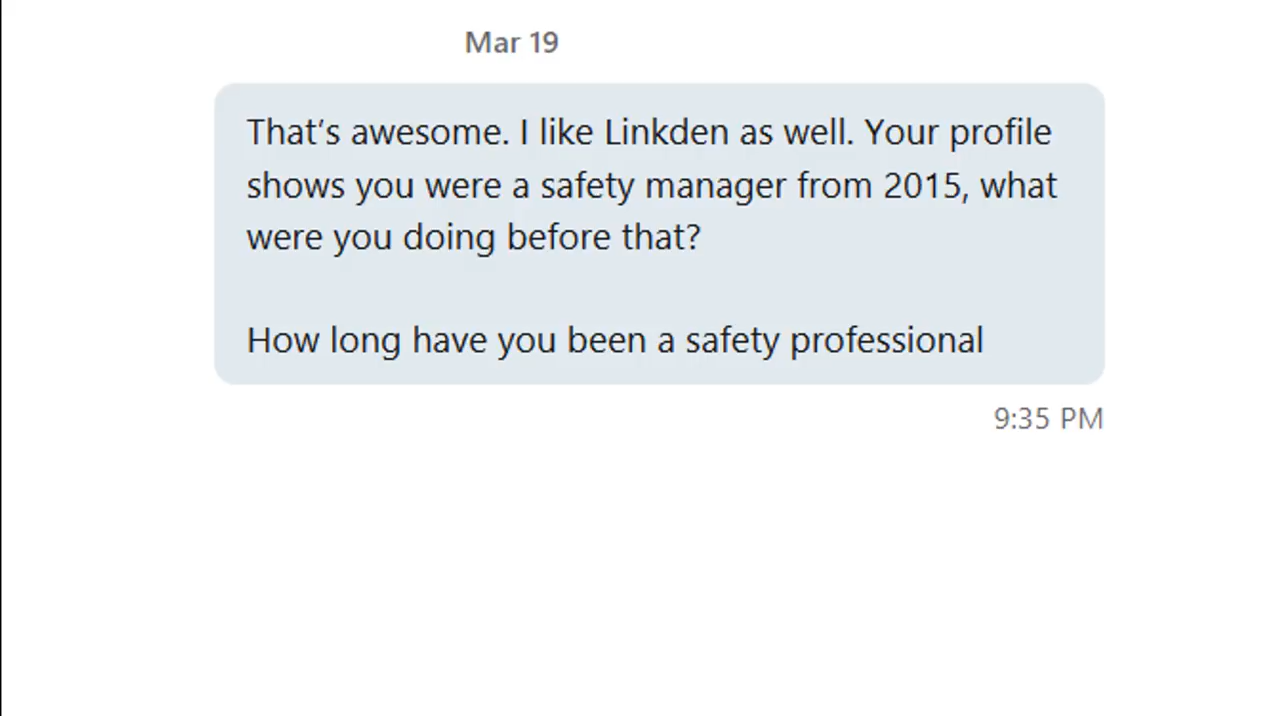 Mar 19
That's awesome. I like Linkden as well. Your profile
shows you were a safety manager from 2015, what
were you doing before that?
How long have you been a safety professional
9:35 PM